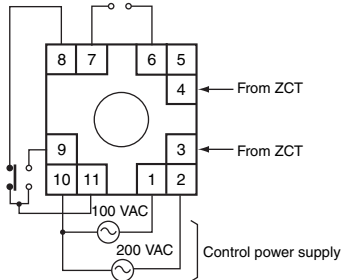 8 7 6 5
4
From ZCT
9 3
From ZCT
10 11 1 2
100 VAC
200 VAC
Control power supply